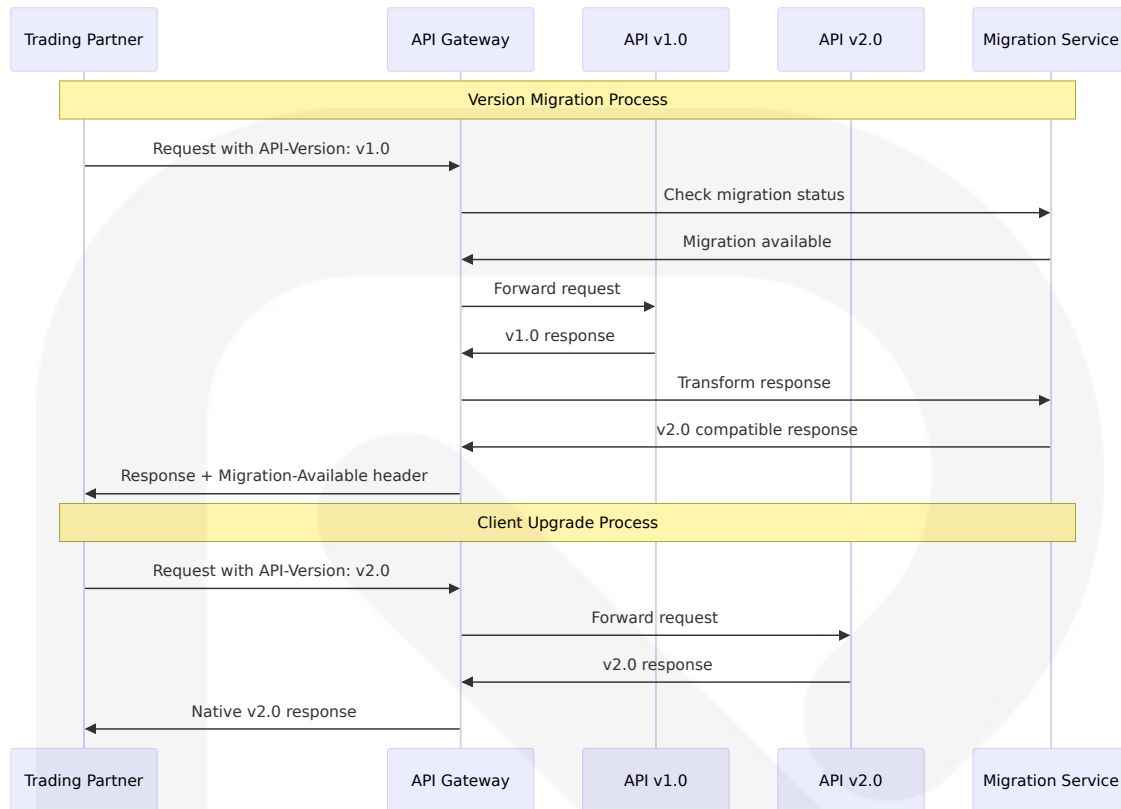 Trading Partner
API Gateway
API v1.0
API v2.0
Migration Service
Version Migration Process
Request with API-Version: v1.0
Check migration status
Migration available
Forward request
v1.0 response
Transform response
v2.0 compatible response
Response + Migration-Available header
Client Upgrade Process
Request with API-Version: v2.0
Forward request
v2.0 response
Native v2.0 response
Trading Partner
API Gateway
API v1.0
API v2.0
Migration Service